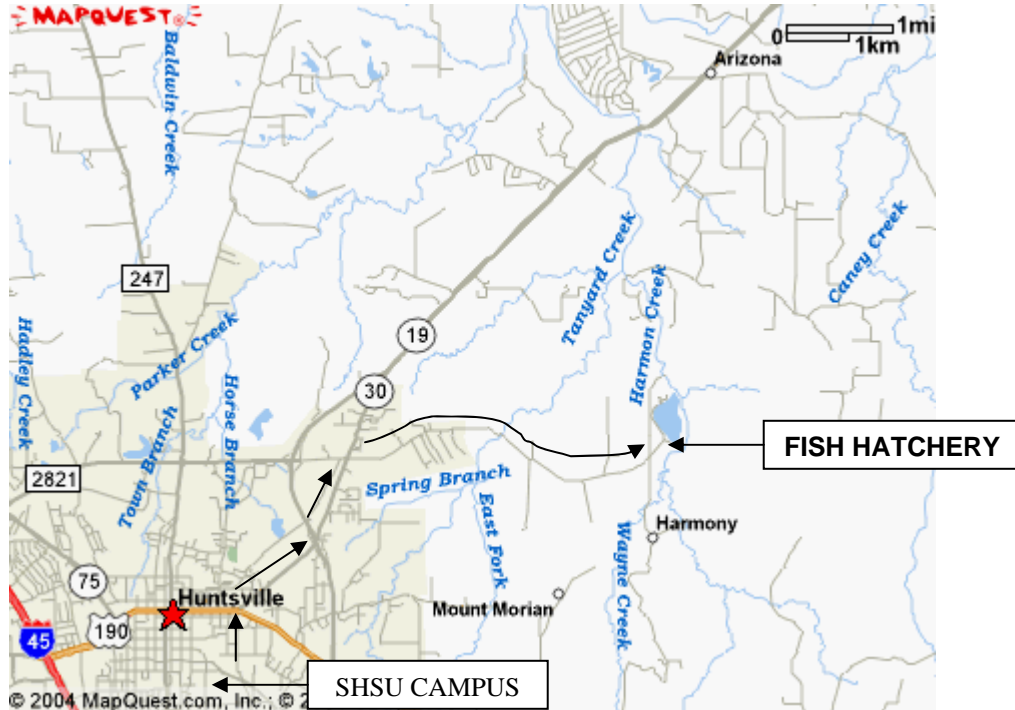 MAPQUEST
0 1mi
1km
Arizona
Baldwin Creek
247
Tanyard Creek
Harmon Creek
Caney Creek
Hadley Creek
Parker Creek
Horse Branch
Town Branch
19
30
2821
Spring Branch
East Fork
FISH HATCHERY
Harmony
Wayne Creek
Mount Morian
75
Huntsville
190
45
SHSU CAMPUS
© 2004 MapQuest.com, Inc.; © 2